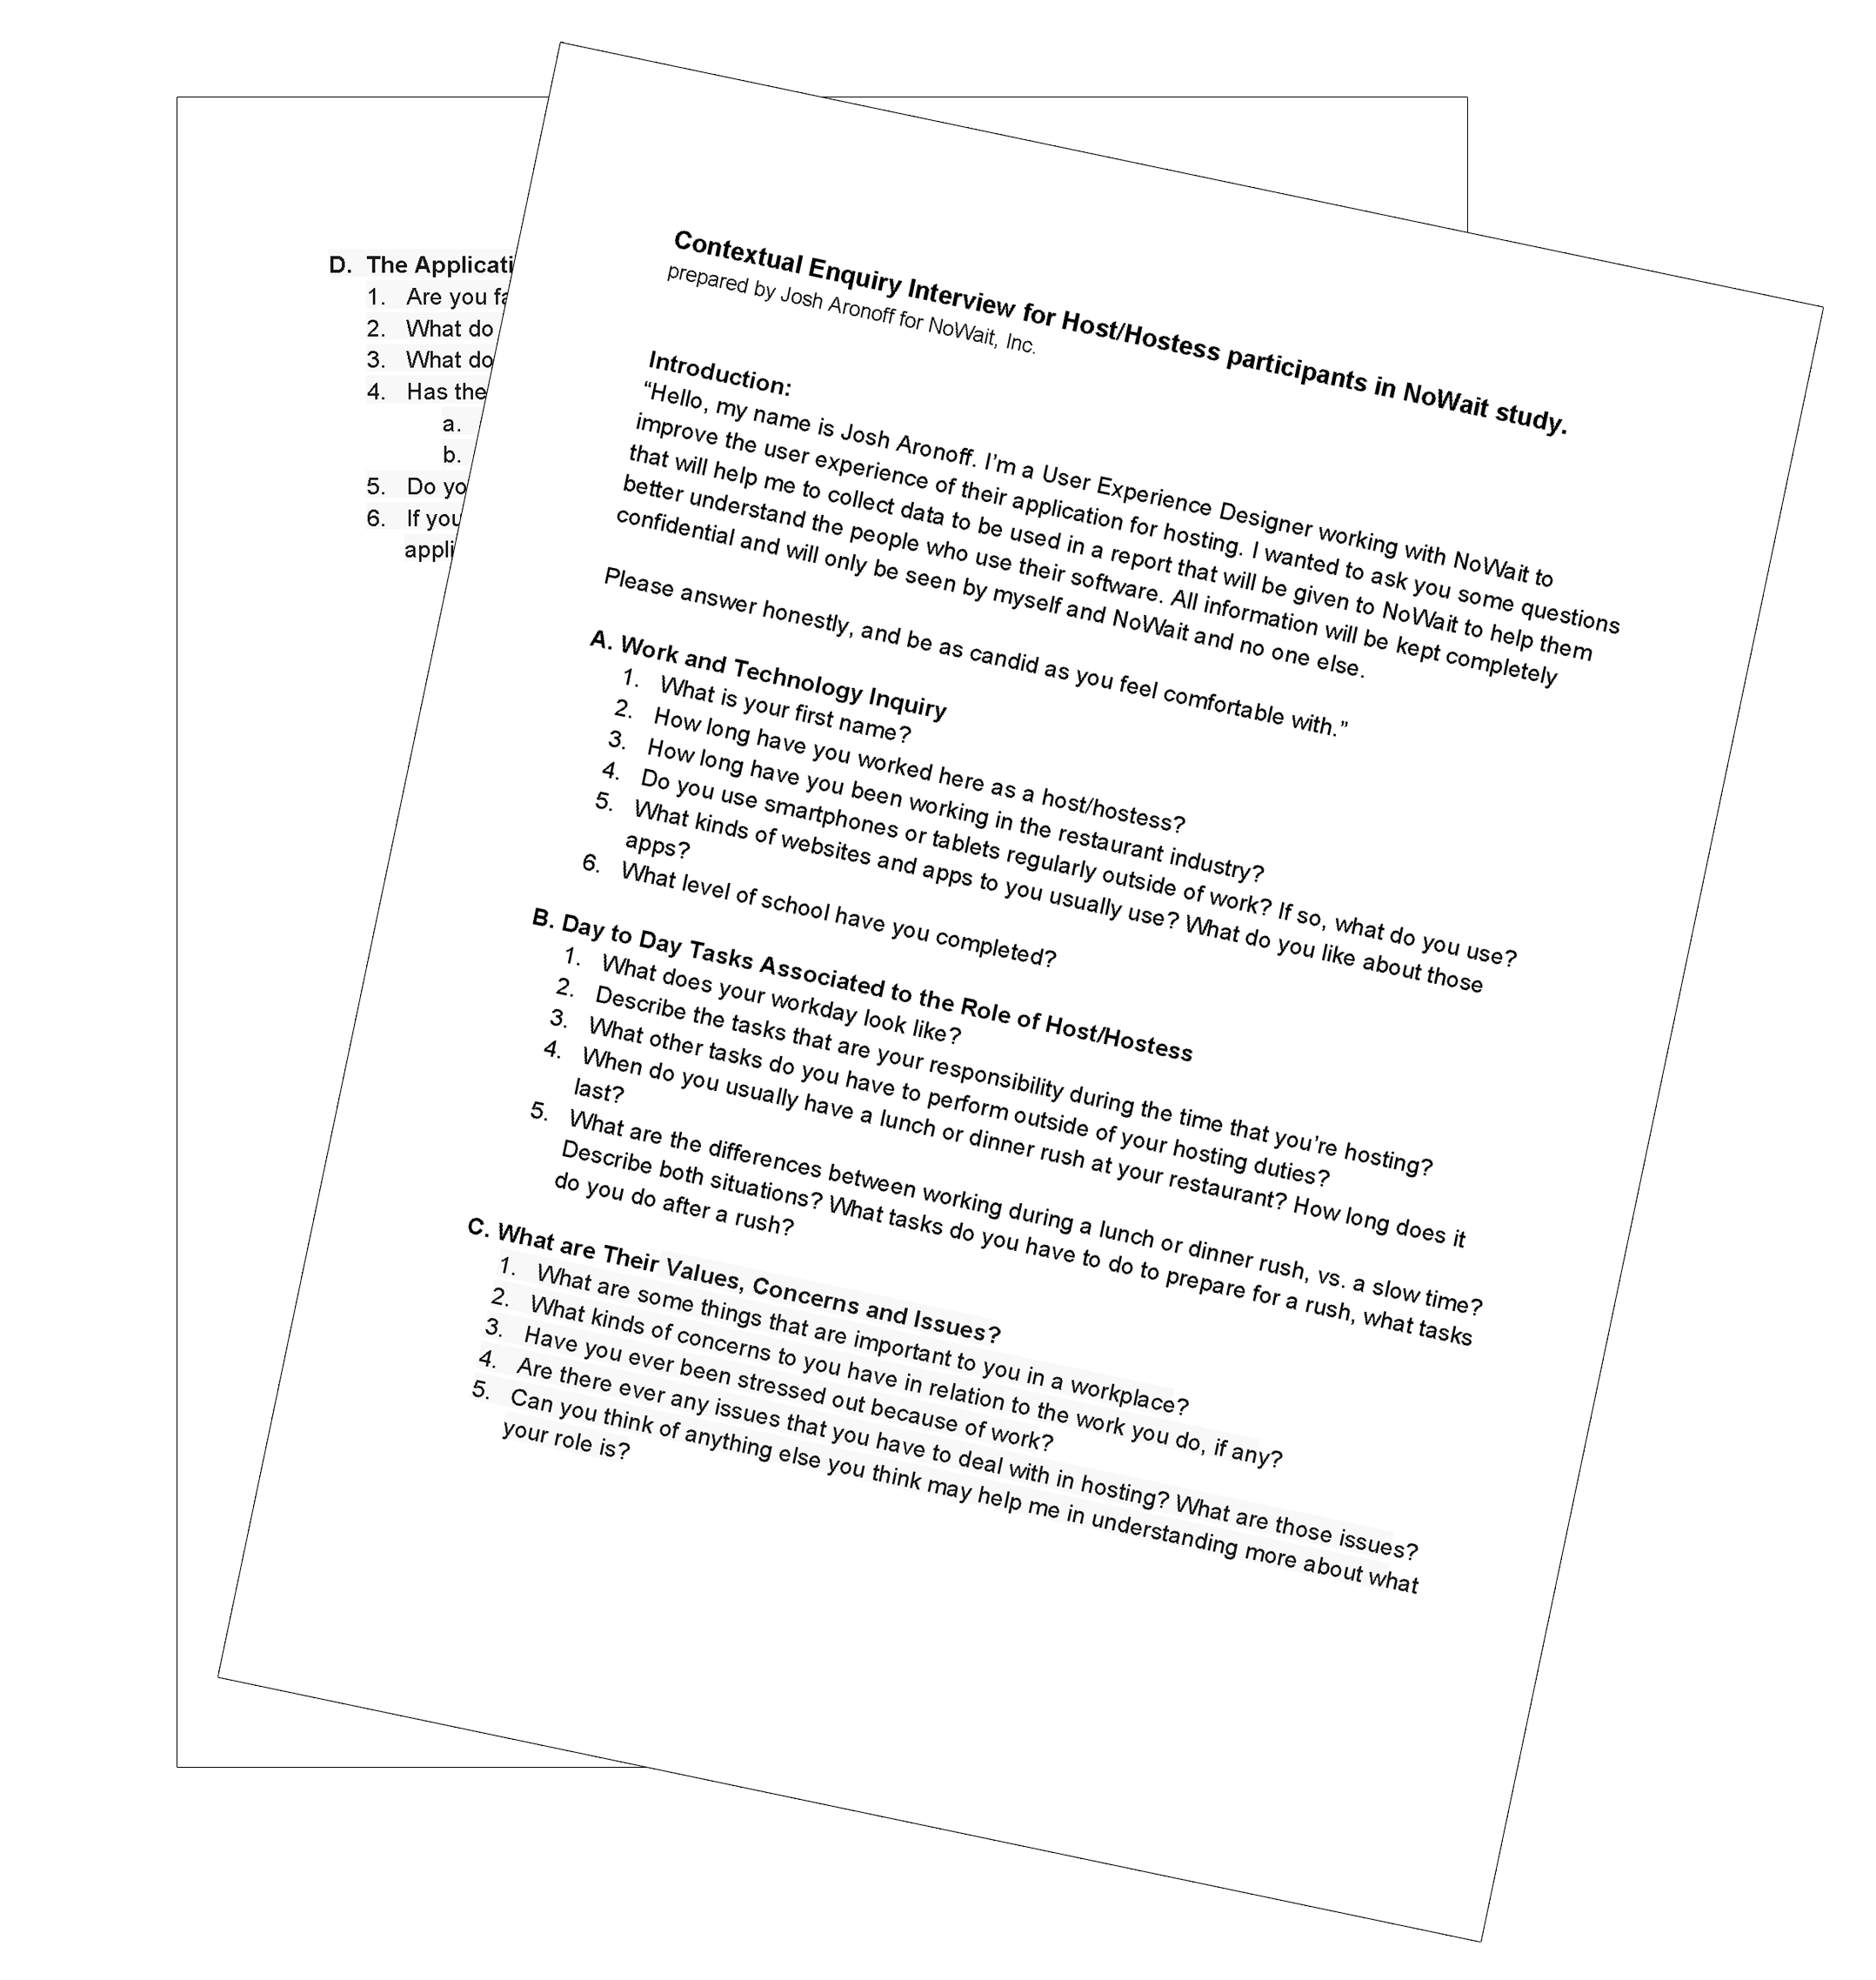 Contextual Enquiry Interview for Host/Hostess participants in NoWait study.
prepared by Josh Aronoff for NoWait, Inc.
Introduction:
“Hello, my name is Josh Aronoff. I’m a User Experience Designer working with NoWait to
improve the user experience of their application for hosting. I wanted to ask you some questions
that will help me to collect data to be used in a report that will be given to NoWait to help them
better understand the people who use their software. All information will be kept completely
confidential and will only be seen by myself and NoWait and no one else.
Please answer honestly, and be as candid as you feel comfortable with.”
A. Work and Technology Inquiry
1. What is your first name?
2. How long have you worked here as a host/hostess?
3. How long have you been working in the restaurant industry?
4. Do you use smartphones or tablets regularly outside of work? If so, what do you use?
5. What kinds of websites and apps to you usually use? What do you like about those
apps?
6. What level of school have you completed?
B. Day to Day Tasks Associated to the Role of Host/Hostess
1. What does your workday look like?
2. Describe the tasks that are your responsibility during the time that you’re hosting?
3. What other tasks do you have to perform outside of your hosting duties?
4. When do you usually have a lunch or dinner rush at your restaurant? How long does it
last?
5. What are the differences between working during a lunch or dinner rush, vs. a slow time?
Describe both situations? What tasks do you have to do to prepare for a rush, what tasks
do you do after a rush?
C. What are Their Values, Concerns and Issues?
1. What are some things that are important to you in a workplace?
2. What kinds of concerns to you have in relation to the work you do, if any?
3. Have you ever been stressed out because of work?
4. Are there ever any issues that you have to deal with in hosting? What are those issues?
5. Can you think of anything else you think may help me in understanding more about what
your role is?
D. The Applicati
1. Are you fa
2. What do
3. What do
4. Has the
a.
b.
5. Do yo
6. If you
appli